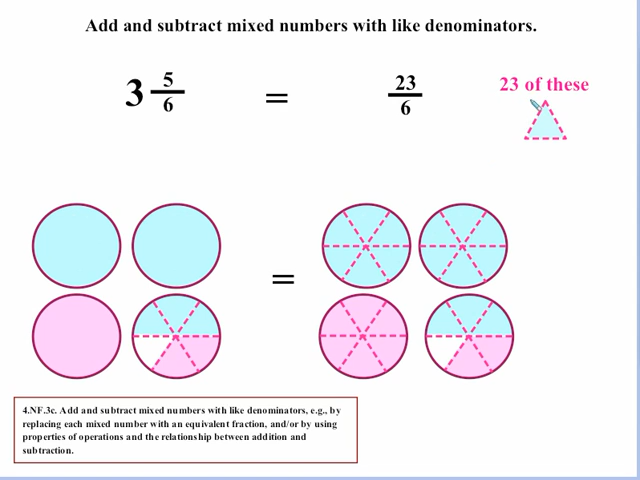 Add and subtract mixed numbers with like denominators.
3 5/6 = 23/6
23 of these
=
4.NF.3c. Add and subtract mixed numbers with like denominators, e.g., by
replacing each mixed number with an equivalent fraction, and/or by using
properties of operations and the relationship between addition and
subtraction.